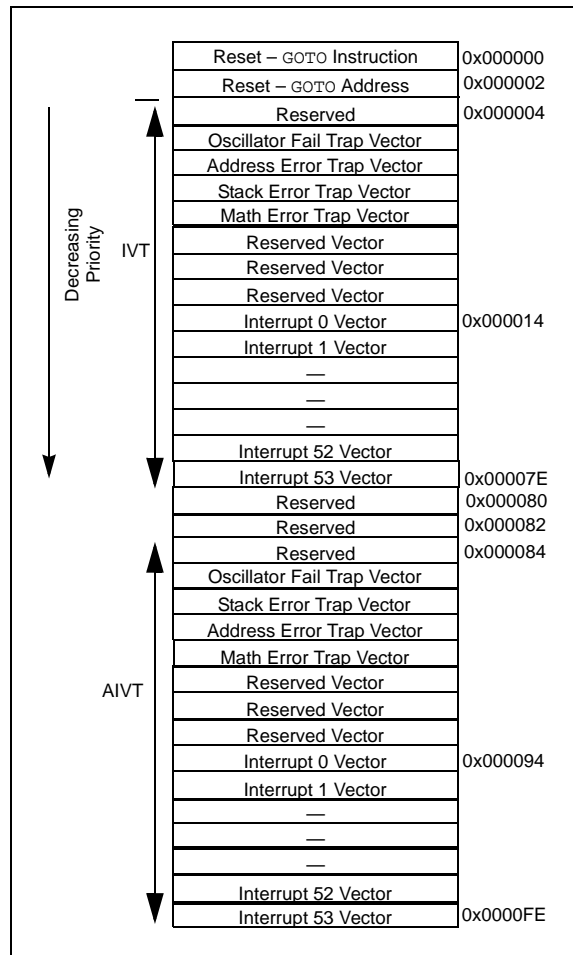 Reset – GOTO Instruction 0x000000
Reset – GOTO Address 0x000002
Reserved 0x000004
Oscillator Fail Trap Vector
Address Error Trap Vector
Stack Error Trap Vector
Math Error Trap Vector
Decreasing
Priority
IVT
Reserved Vector
Reserved Vector
Reserved Vector
Interrupt 0 Vector 0x000014
Interrupt 1 Vector
—
—
—
Interrupt 52 Vector
Interrupt 53 Vector 0x00007E
Reserved 0x000080
Reserved 0x000082
Reserved 0x000084
Oscillator Fail Trap Vector
Stack Error Trap Vector
Address Error Trap Vector
Math Error Trap Vector
AIVT
Reserved Vector
Reserved Vector
Reserved Vector
Interrupt 0 Vector 0x000094
Interrupt 1 Vector
—
—
—
Interrupt 52 Vector
Interrupt 53 Vector 0x0000FE